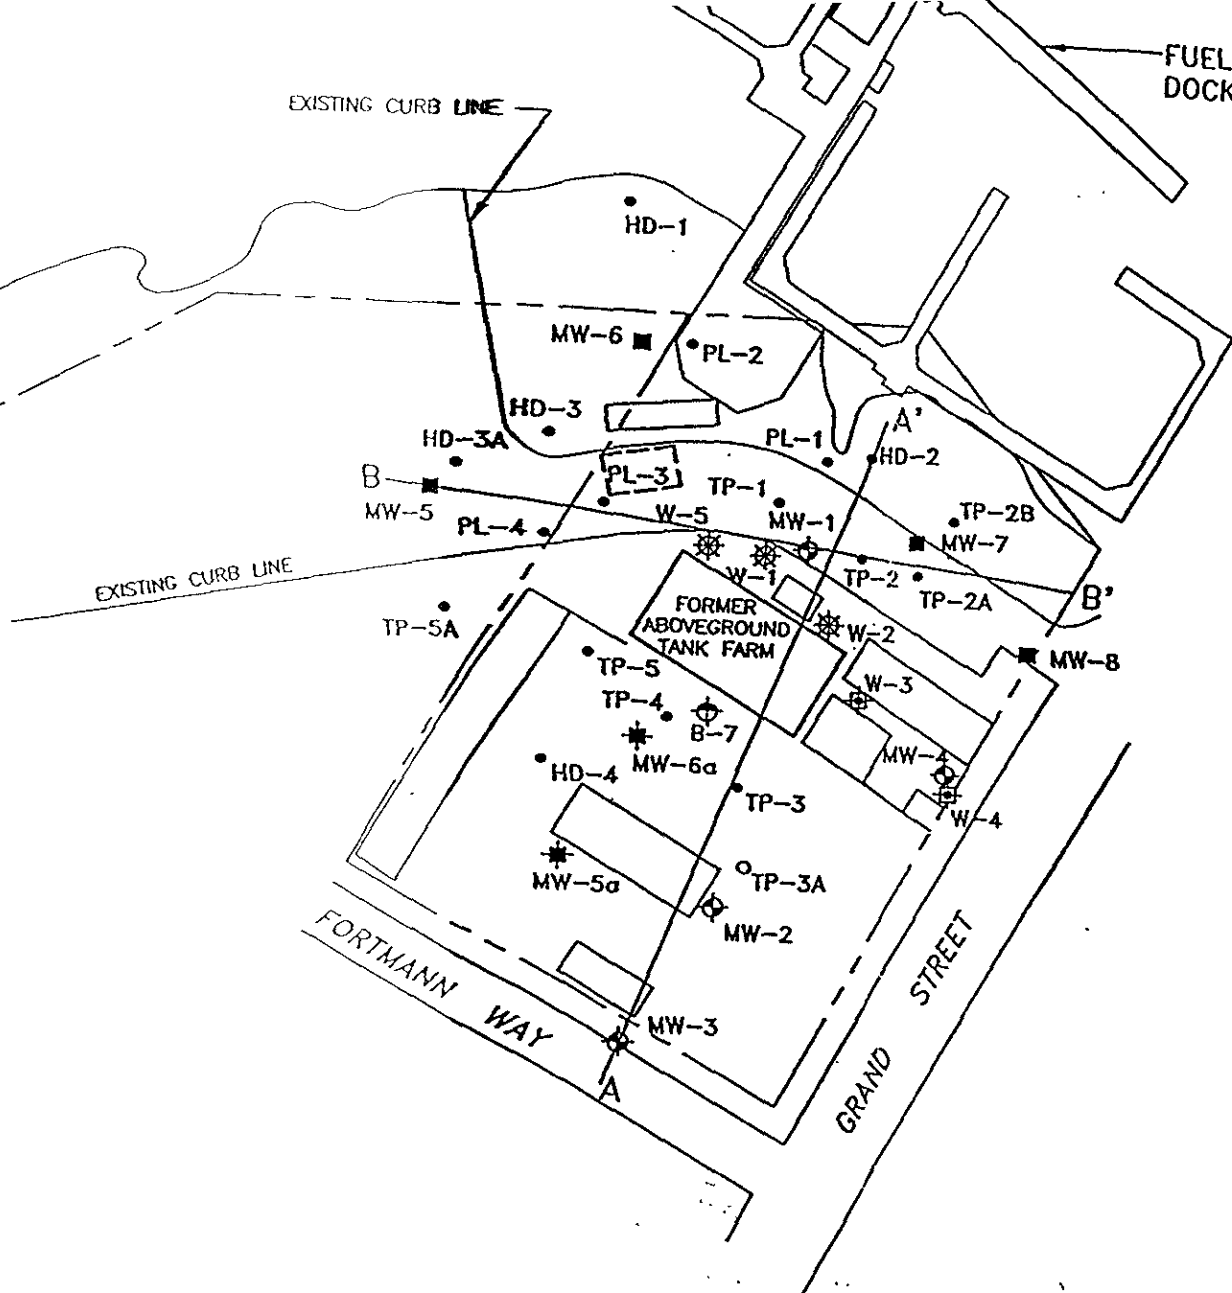 FUEL
DOCK
EXISTING CURB LINE
HD-1
MW-6
PL-2
HD-3
A'
HD-3A
PL-1
HD-2
B
PL-3
TP-1
MW-5
W-5
MW-1
TP-2B
PL-4
MW-7
EXISTING CURB LINE
W-1
TP-2
TP-2A
B'
FORMER
ABOVEGROUND
TANK FARM
TP-5A
W-2
MW-8
TP-5
W-3
TP-4
B-7
MW-6a
MW-4
HD-4
TP-3
W-4
MW-5a
TP-3A
MW-2
FORTMANN WAY
GRAND STREET
MW-3
A